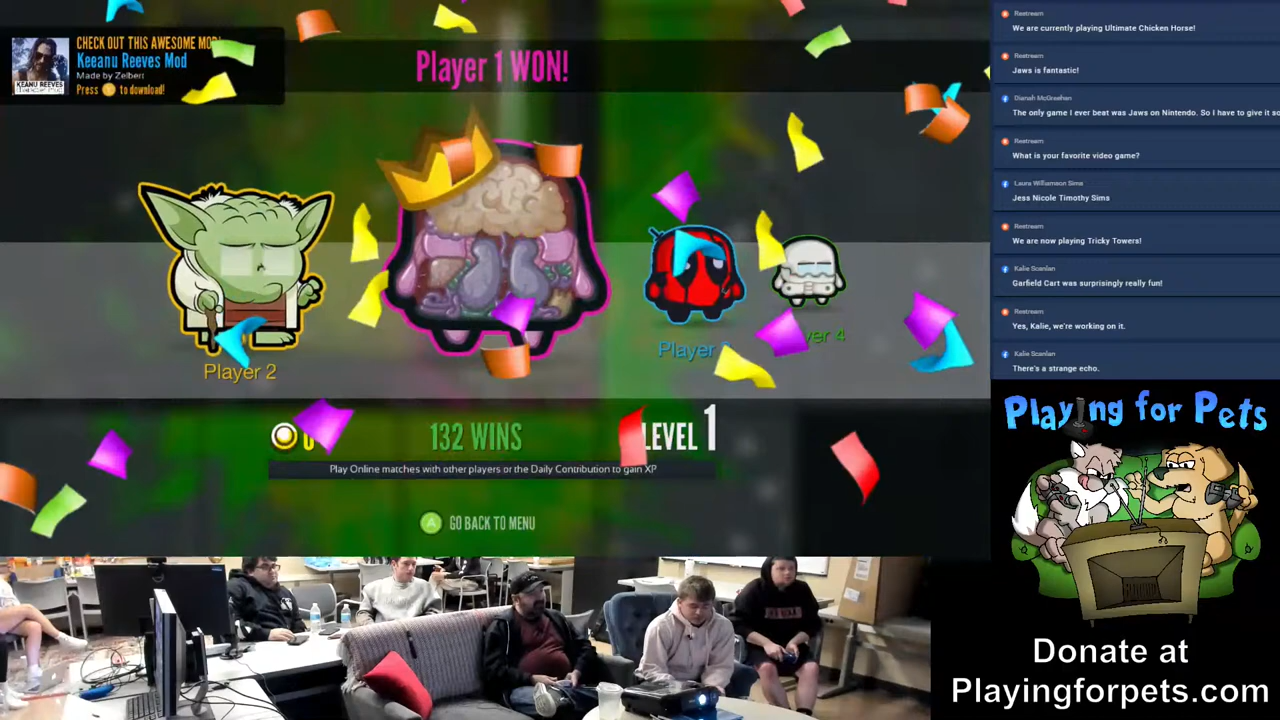 CHECK OUT THIS AWESOME
Keeanu Reeves Mod
Made by Zelberi
Press to download!
KEANU REEVES
Player 1 WON!
Player 2
Player
yer 4
132 WINS
LEVEL 1
Play Online matches with other players or the Daily Contribution to gain XP
A GO BACK TO MENU
Restream
We are currently playing Ultimate Chicken Horse!
Restream
Jaws is fantastic!
Dianah McGreehan
The only game I ever beat was Jaws on Nintendo. So I have to give it so
Restream
What is your favorite video game?
Laura Williamson Sims
Jess Nicole Timothy Sims
Restream
We are now playing Tricky Towers!
Kalie Scanlan
Garfield Cart was surprisingly really fun!
Restream
Yes, Kalie, we're working on it.
Kalie Scanlan
There's a strange echo.
Playing for Pets
Donate at
Playingforpets.com